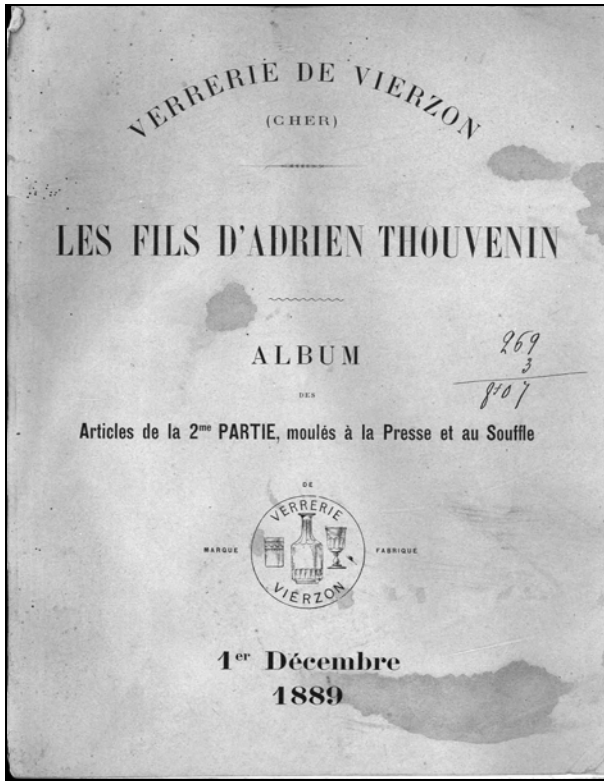 VERRERIE DE VIERZON
(CHER)
LES FILS D'ADRIEN THOUVENIN
ALBUM
DES
Articles de la 2me PARTIE, moulés à la Presse et au Souffle
269
3
807
DE
MARQUE
VERRERIE
VIERZON
FABRIQUE
1er Décembre
1889